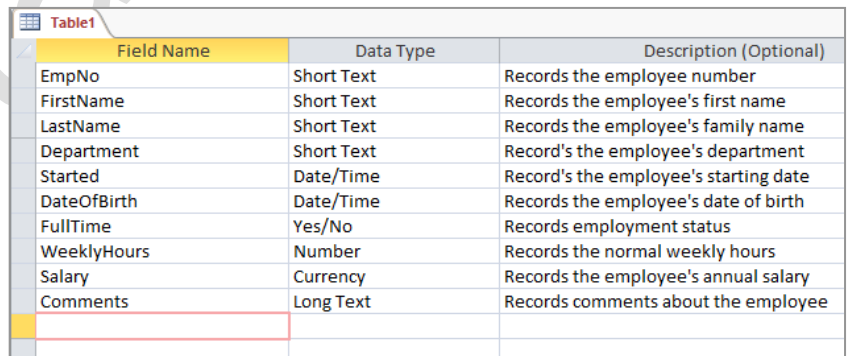 Table1
Field Name Data Type Description (Optional)
EmpNo Short Text Records the employee number
FirstName Short Text Records the employee's first name
LastName Short Text Records the employee's family name
Department Short Text Record's the employee's department
Started Date/Time Record's the employee's starting date
DateOfBirth Date/Time Records the employee's date of birth
FullTime Yes/No Records employment status
WeeklyHours Number Records the normal weekly hours
Salary Currency Records the employee's annual salary
Comments Long Text Records comments about the employee